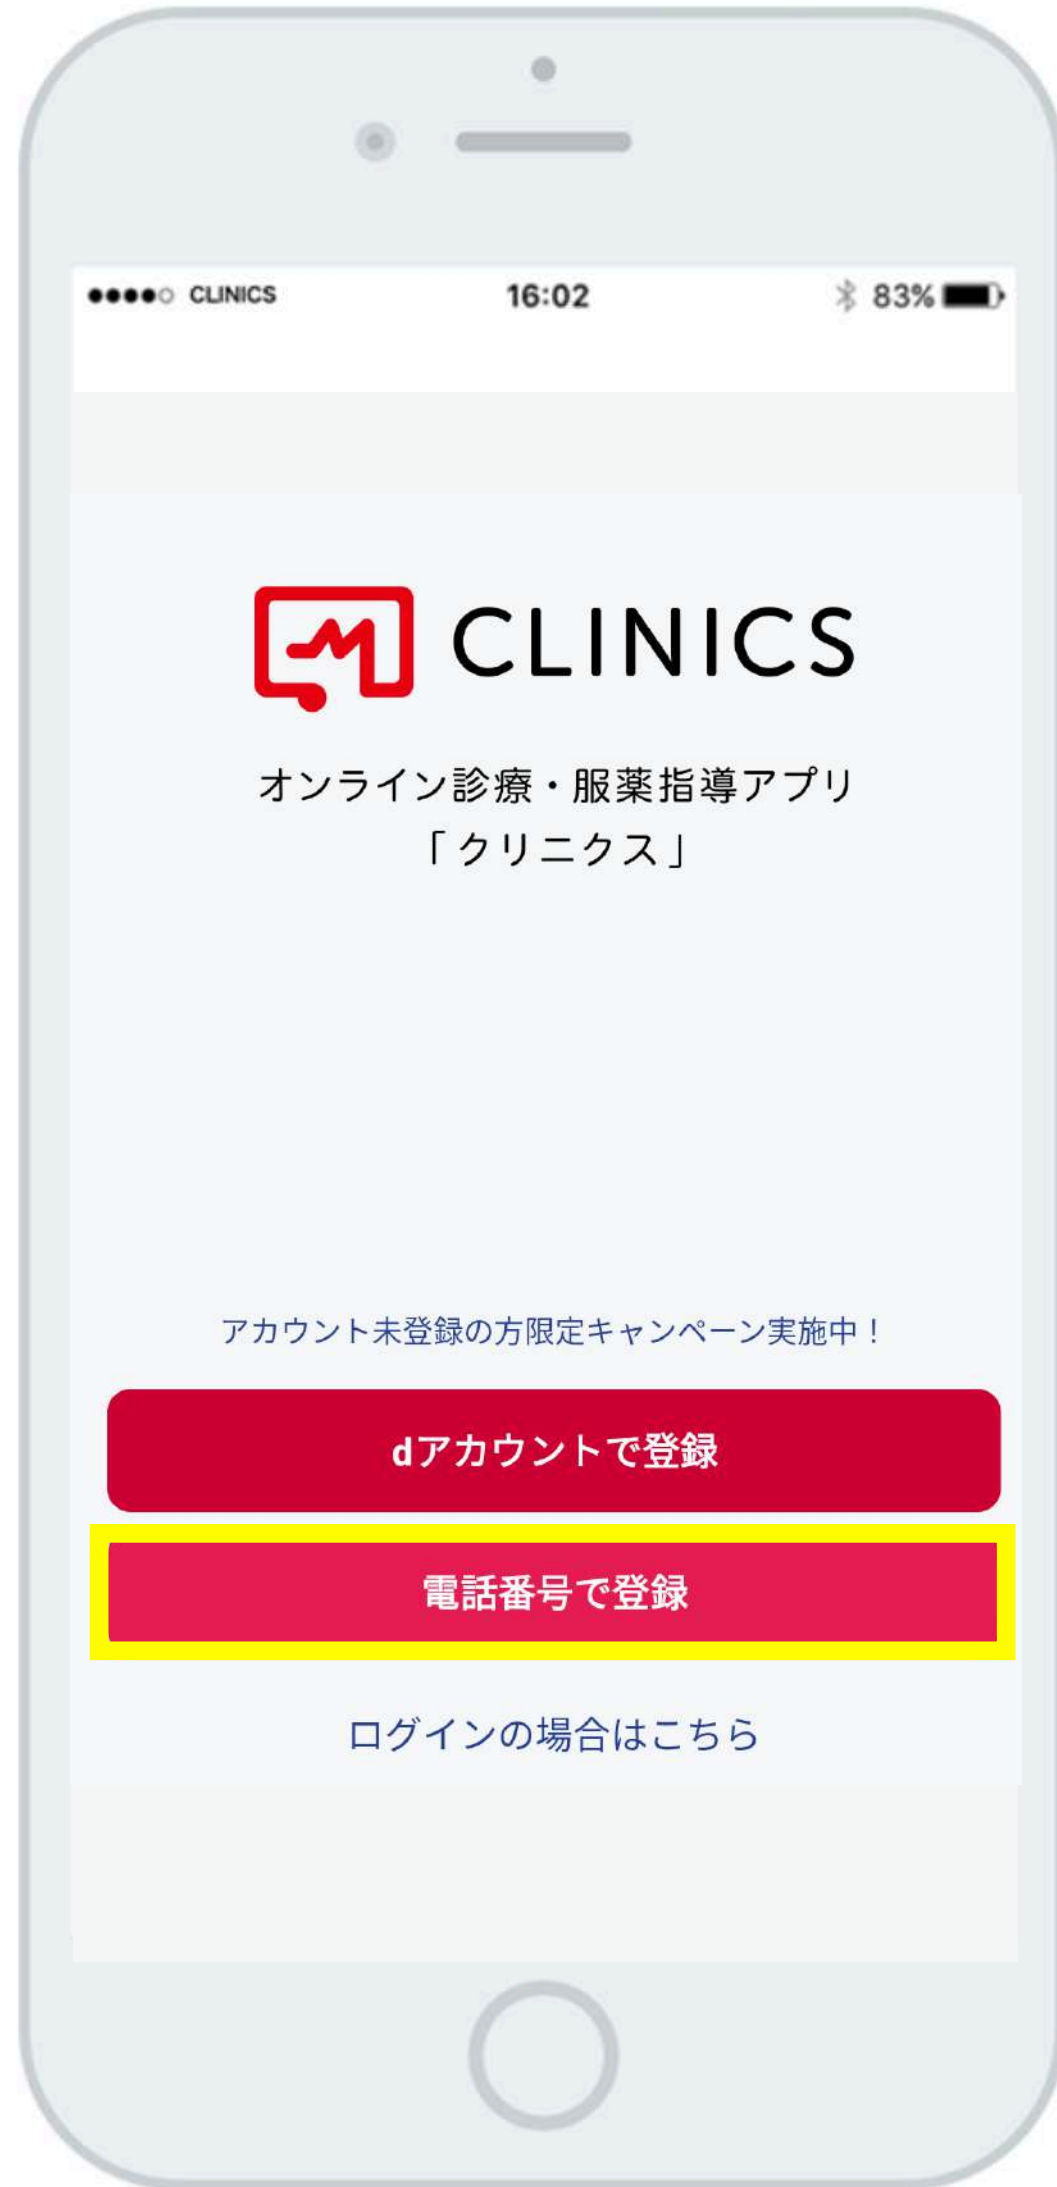 CLINICS 16:02 83%
CLINICS
オンライン診療・服薬指導アプリ
「クリニクス」
アカウント未登録の方限定キャンペーン実施中！
dアカウントで登録
電話番号で登録
ログインの場合はこちら